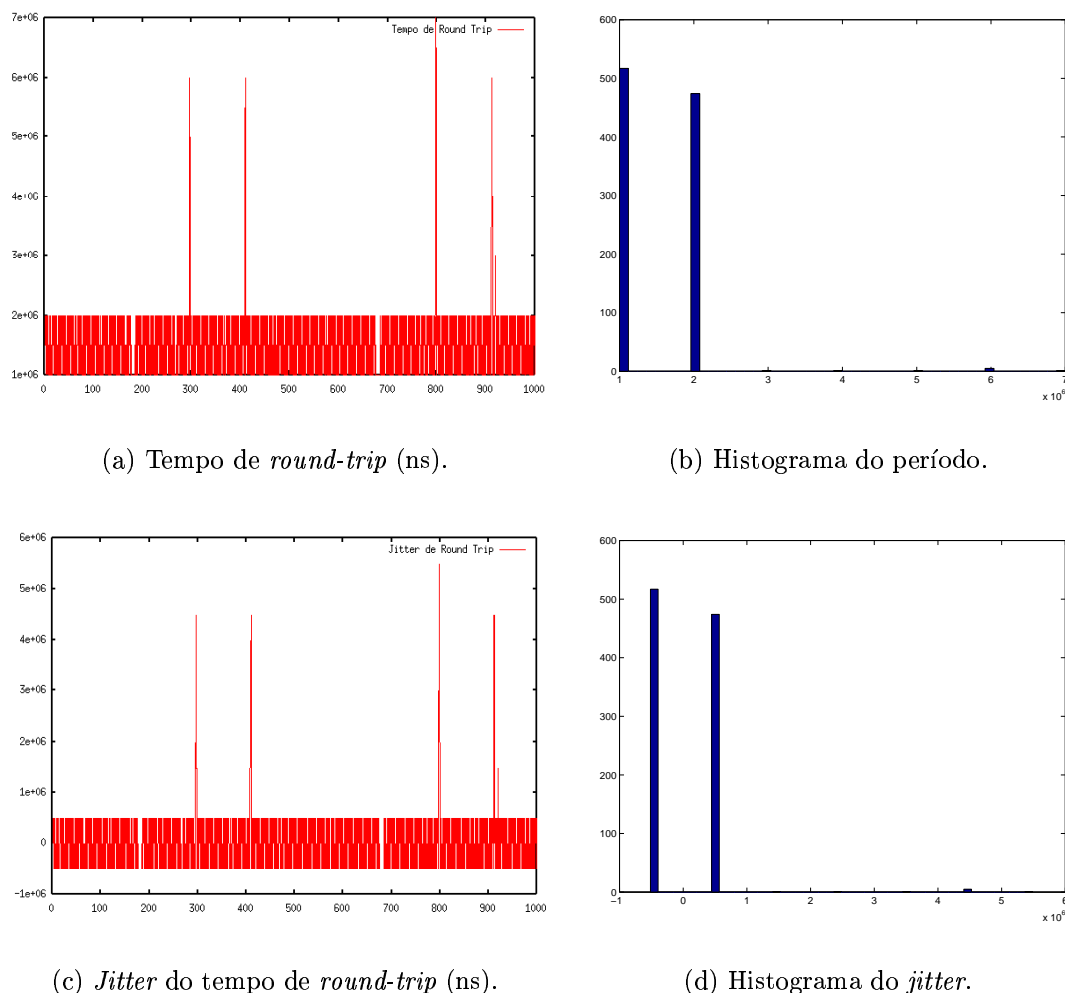 7e+06
6e+06
5e+06
4e+06
3e+06
2e+06
1e+06
Tempo de Round Trip
0 100 200 300 400 500 600 700 800 900 1000
(a) Tempo de round-trip (ns).
600
500
400
300
200
100
0
1 2 3 4 5 6 7
x 10⁶
(b) Histograma do período.
6e+06
5e+06
4e+06
3e+06
2e+06
1e+06
0
-1e+06
Jitter de Round Trip
0 100 200 300 400 500 600 700 800 900 1000
(c) Jitter do tempo de round-trip (ns).
600
500
400
300
200
100
0
−1 0 1 2 3 4 5 6
x 10⁶
(d) Histograma do jitter.